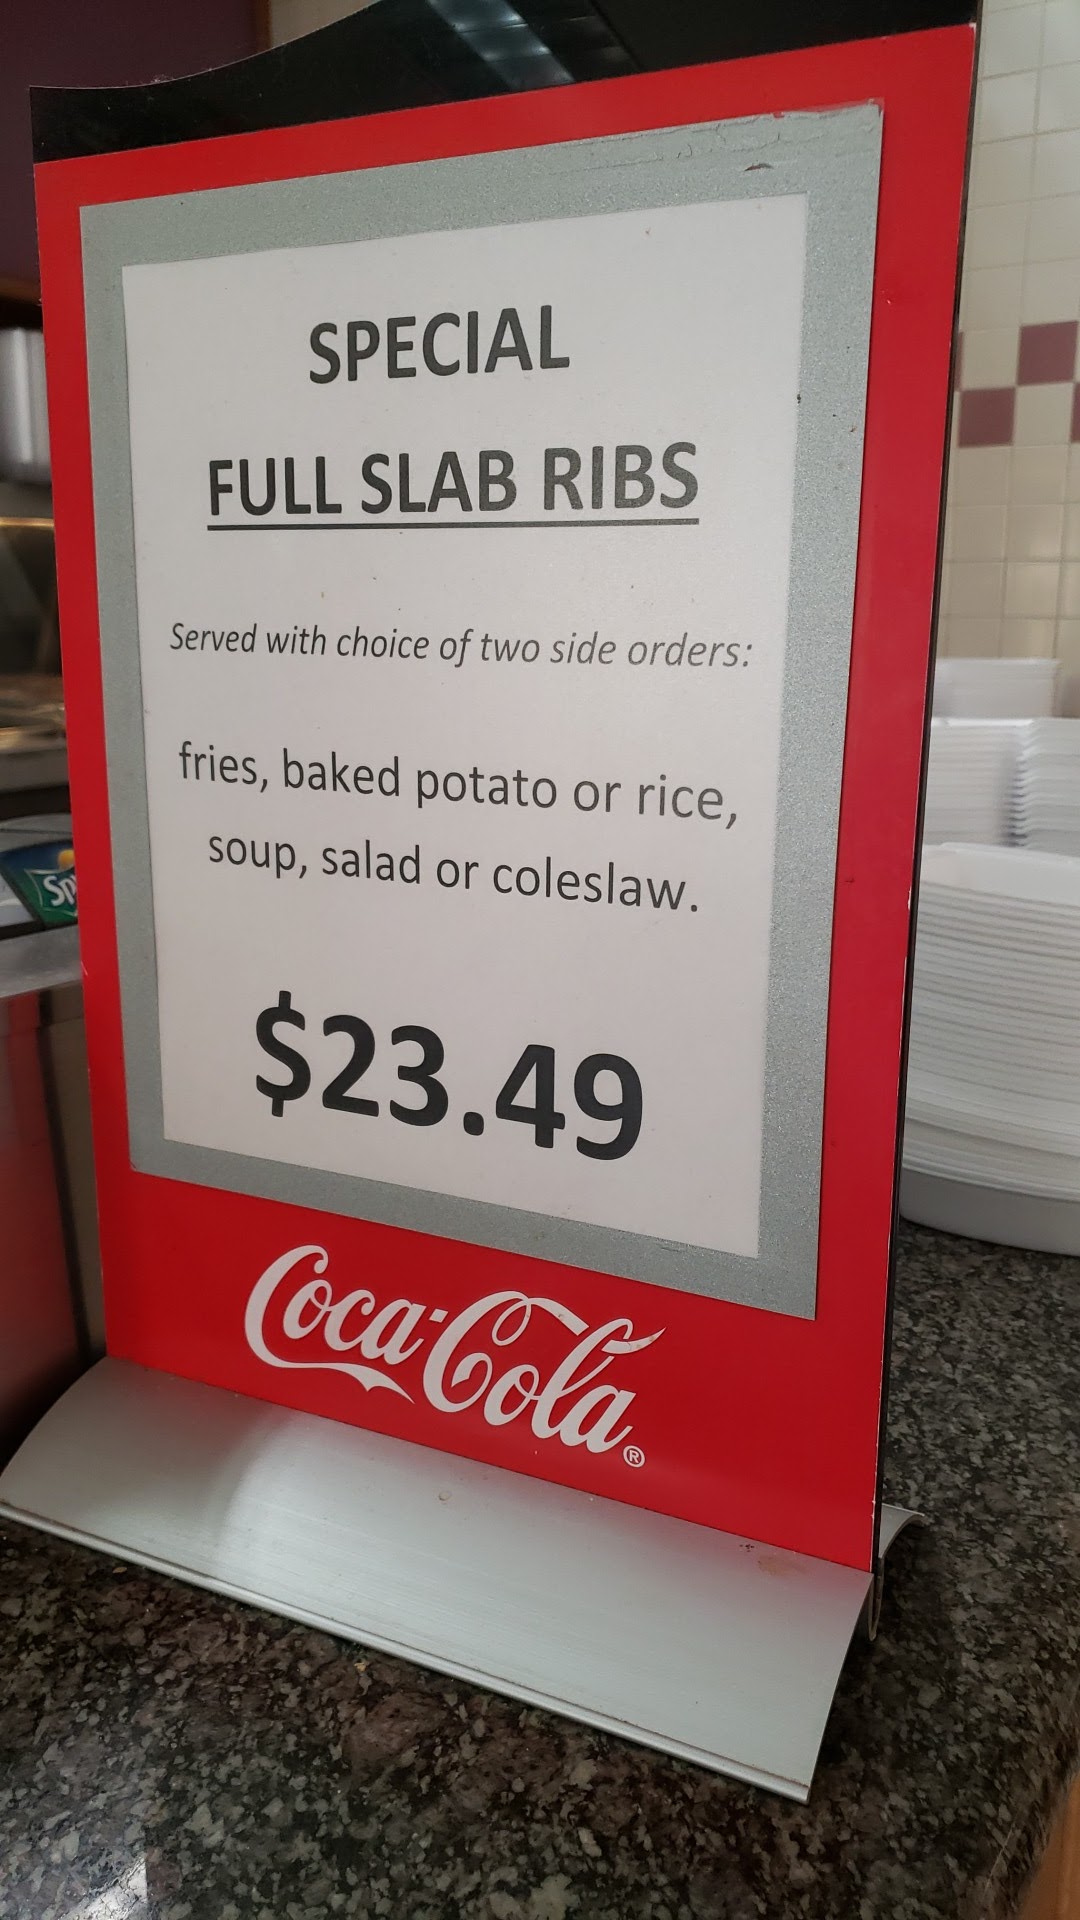 SPECIAL
FULL SLAB RIBS
Served with choice of two side orders:
fries, baked potato or rice,
soup, salad or coleslaw.
$23.49
Coca-Cola®